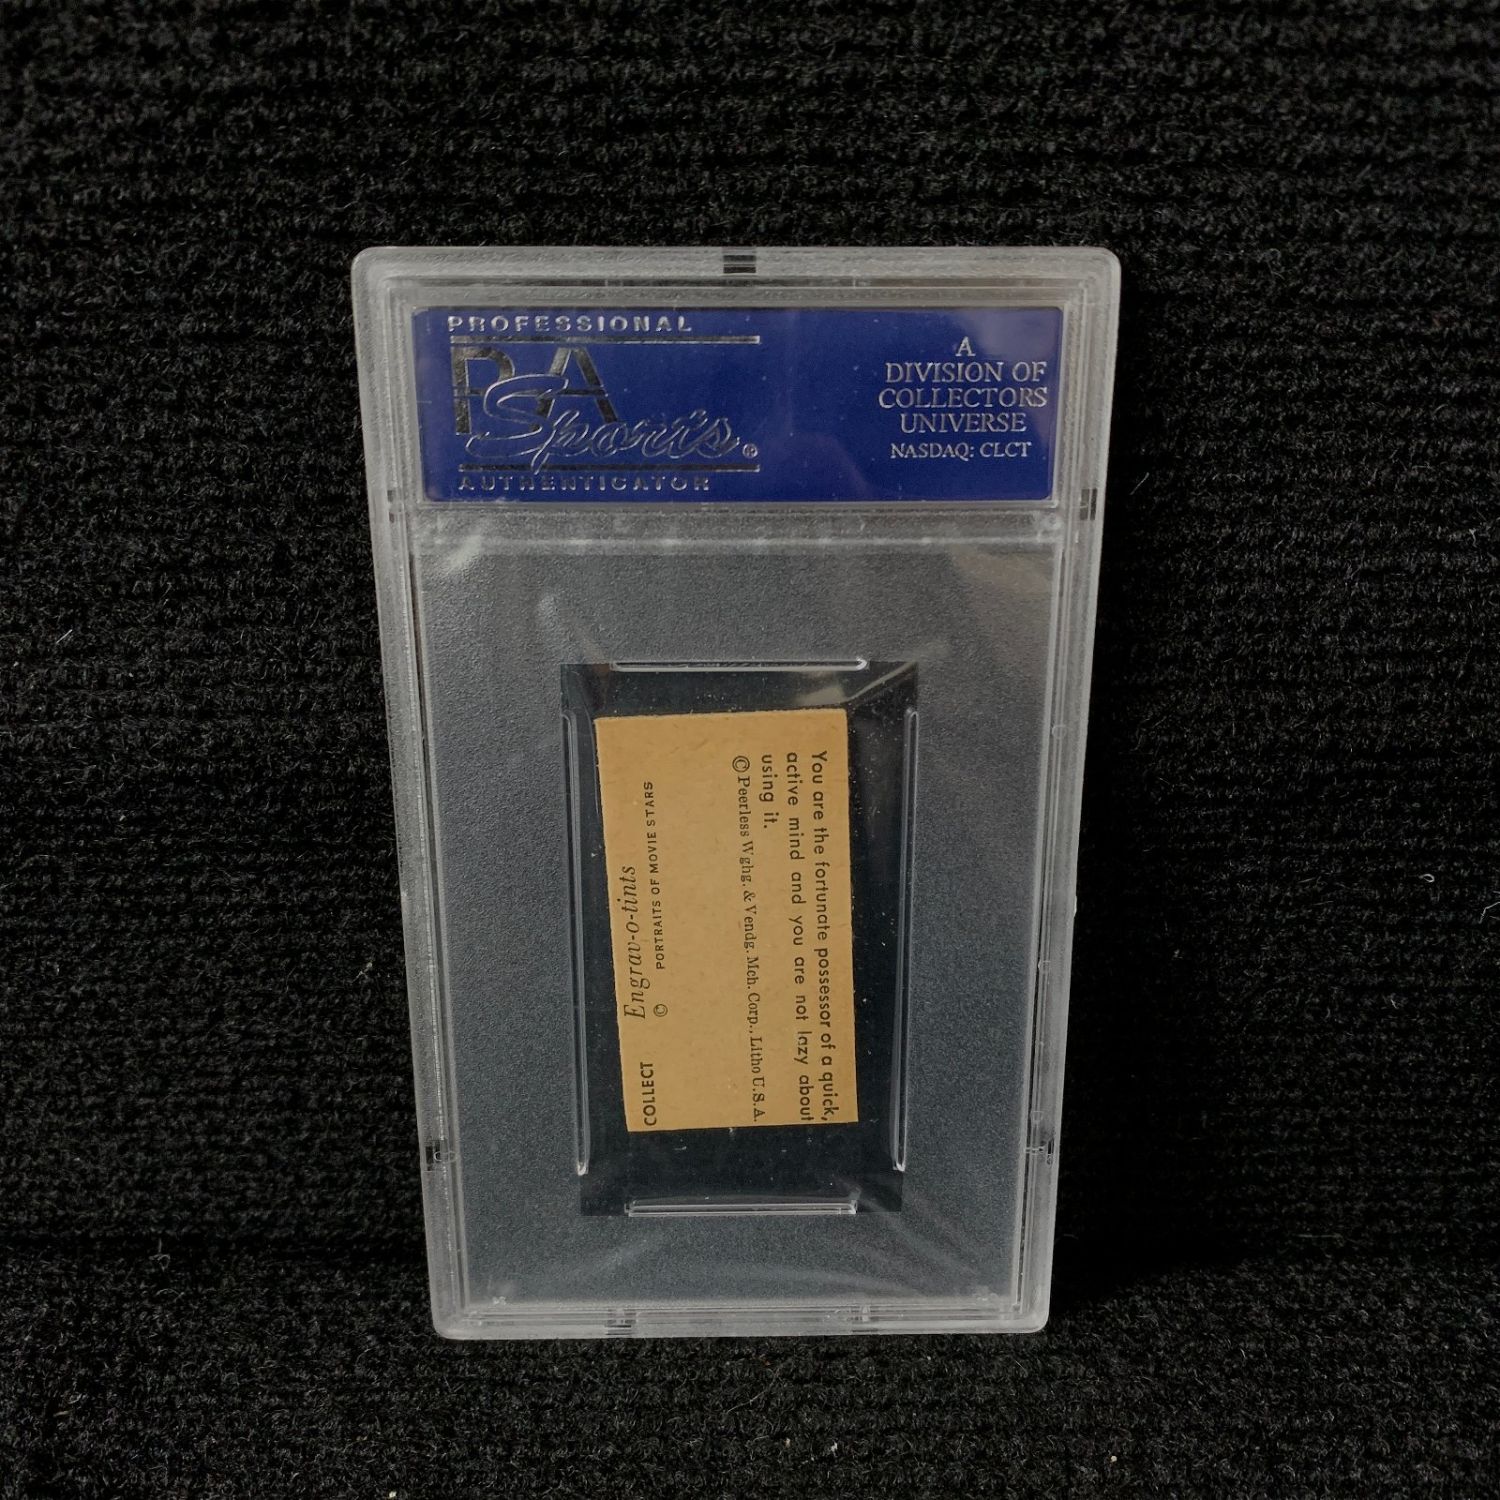 PROFESSIONAL
PSA
Sports®
AUTHENTICATOR
A
DIVISION OF
COLLECTORS
UNIVERSE
NASDAQ: CLCT
You are the fortunate possessor of a quick,
active mind and you are not lazy about
using it.
© Peerless Wghg. & Vendg. Mch. Corp., Litho U.S.A
COLLECT Engrav-o-tints
© PORTRAITS OF MOVIE STARS